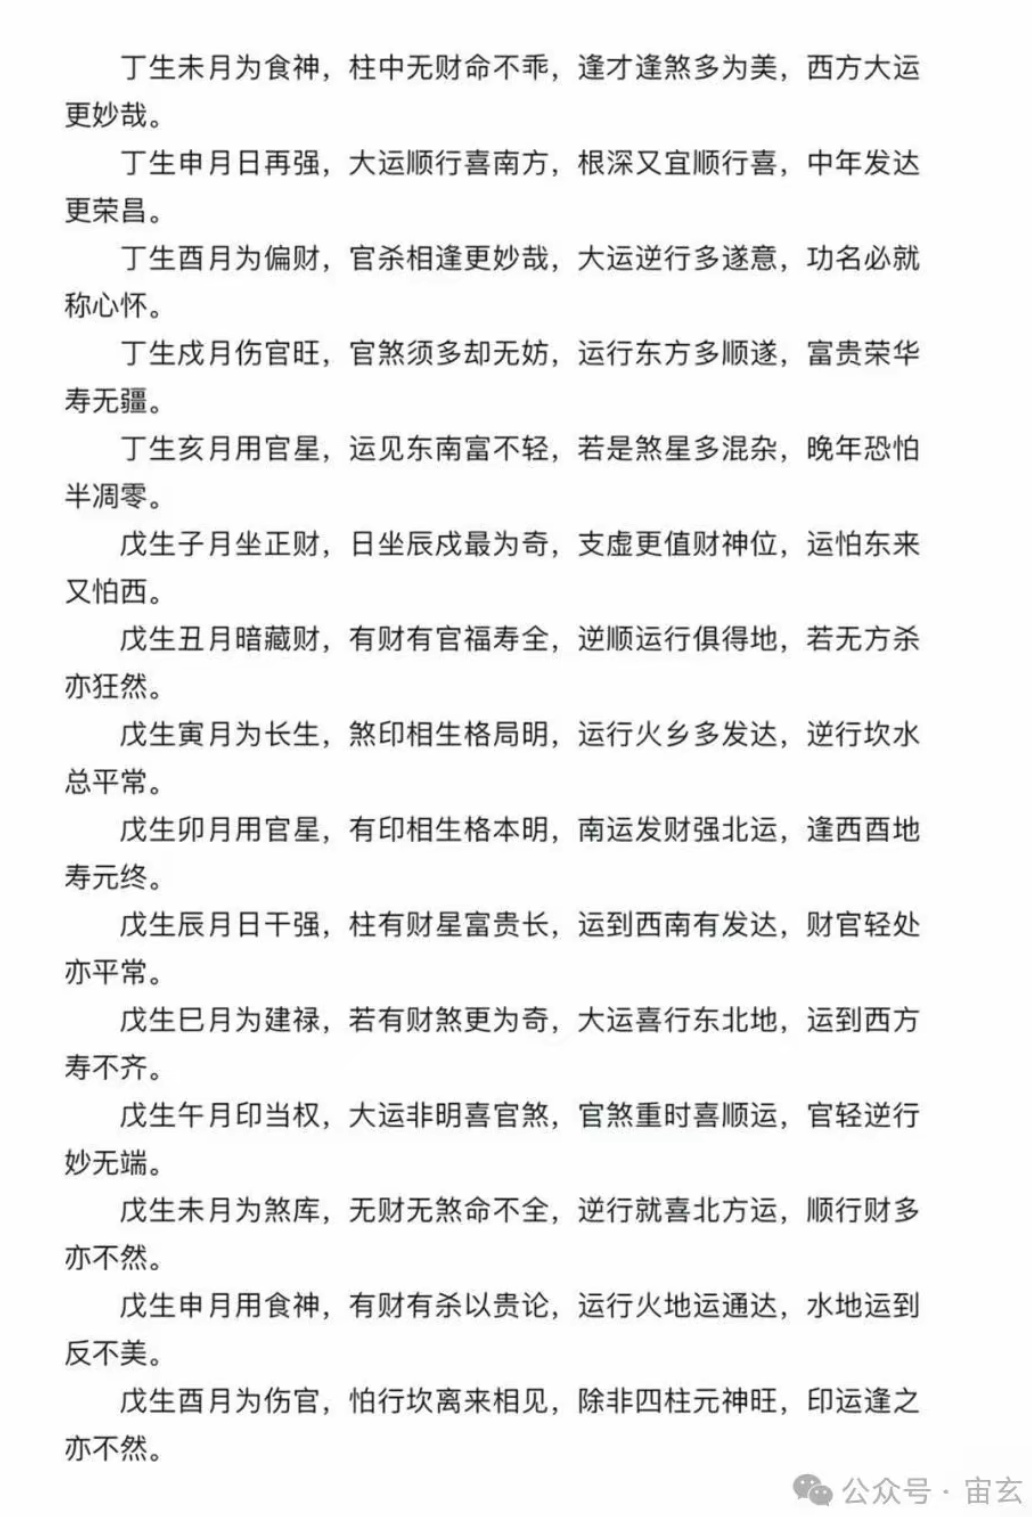 丁生未月为食神，柱中无财命不乖，逢才逢煞多为美，西方大运
更妙哉。
丁生申月日再强，大运顺行喜南方，根深又宜顺行喜，中年发达
更荣昌。
丁生酉月为偏财，官杀相逢更妙哉，大运逆行多遂意，功名必就
称心怀。
丁生戍月伤官旺，官煞须多却无妨，运行东方多顺遂，富贵荣华
寿无疆。
丁生亥月用官星，运见东南富不轻，若是煞星多混杂，晚年恐怕
半凋零。
戊生子月坐正财，日坐辰戍最为奇，支虚更值财神位，运怕东来
又怕西。
戊生丑月暗藏财，有财有官福寿全，逆顺运行俱得地，若无方杀
亦狂然。
戊生寅月为长生，煞印相生格局明，运行火乡多发达，逆行坎水
总平常。
戊生卯月用官星，有印相生格本明，南运发财强北运，逢西酉地
寿元终。
戊生辰月日干强，柱有财星富贵长，运到西南有发达，财官轻处
亦平常。
戊生巳月为建禄，若有财煞更为奇，大运喜行东北地，运到西方
寿不齐。
戊生午月印当权，大运非明喜官煞，官煞重时喜顺运，官轻逆行
妙无端。
戊生未月为煞库，无财无煞命不全，逆行就喜北方运，顺行财多
亦不然。
戊生申月用食神，有财有杀以贵论，运行火地运通达，水地运到
反不美。
戊生酉月为伤官，怕行坎离来相见，除非四柱元神旺，印运逢之
亦不然。
公众号·宙玄